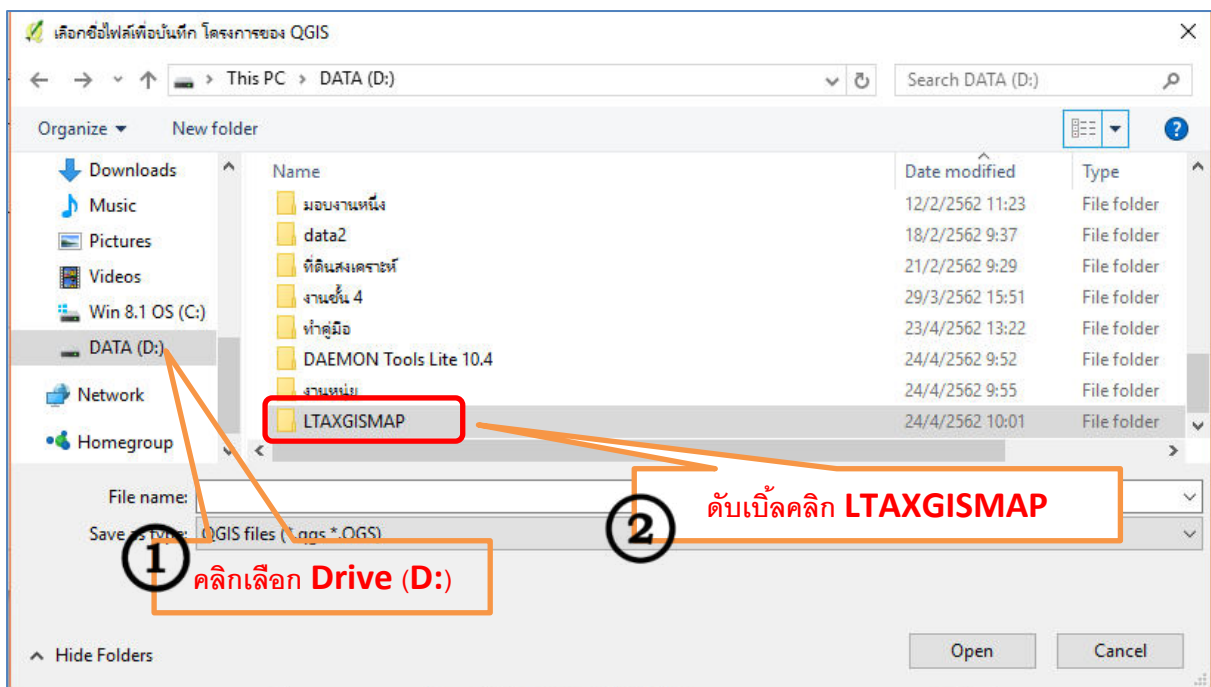 เลือกชื่อไฟล์เพื่อบันทึก โครงการของ QGIS
This PC > DATA (D:)
Search DATA (D:)
Organize
New folder
Downloads
Music
Pictures
Videos
Win 8.1 OS (C:)
DATA (D:)
Network
Homegroup
Name Date modified Type
มอบงานหนึ่ง 12/2/2562 11:23 File folder
data2 18/2/2562 9:37 File folder
ที่ดินสงเคราะห์ 21/2/2562 9:29 File folder
งานชั้น 4 29/3/2562 15:51 File folder
ทำคู่มือ 23/4/2562 13:22 File folder
DAEMON Tools Lite 10.4 24/4/2562 9:52 File folder
งานหนุ่ย 24/4/2562 9:55 File folder
LTAXGISMAP 24/4/2562 10:01 File folder
File name:
Save as type: QGIS files (*.qgs *.QGS)
2
ดับเบิ้ลคลิก LTAXGISMAP
1
คลิกเลือก Drive (D:)
Hide Folders
Open
Cancel